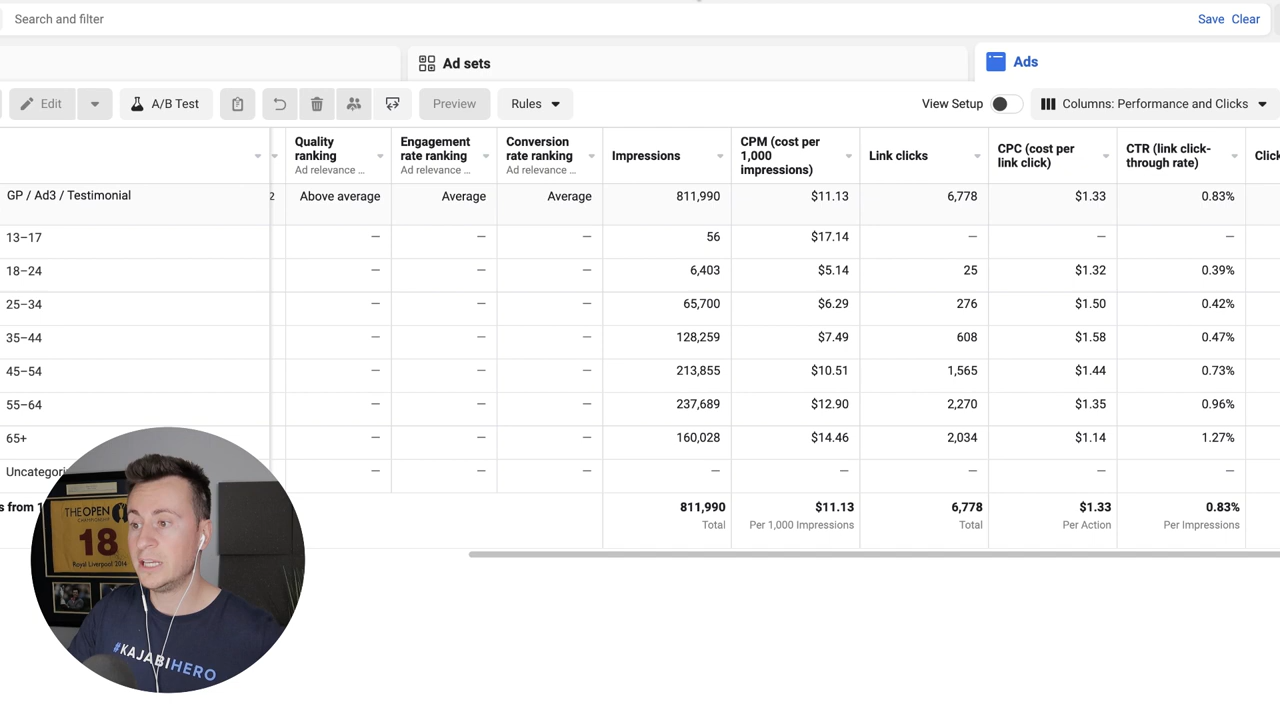 Search and filter
Save Clear
Ad sets
Ads
Edit
A/B Test
Preview
Rules
View Setup
Columns: Performance and Clicks
Quality ranking
Ad relevance ...
Engagement rate ranking
Ad relevance ...
Conversion rate ranking
Ad relevance ...
Impressions
CPM (cost per 1,000 impressions)
Link clicks
CPC (cost per link click)
CTR (link click-through rate)
GP / Ad3 / Testimonial 2 Above average Average Average 811,990 $11.13 6,778 $1.33 0.83%
13–17 — — — 56 $17.14 — — —
18–24 — — — 6,403 $5.14 25 $1.32 0.39%
25–34 — — — 65,700 $6.29 276 $1.50 0.42%
35–44 — — — 128,259 $7.49 608 $1.58 0.47%
45–54 — — — 213,855 $10.51 1,565 $1.44 0.73%
55–64 — — — 237,689 $12.90 2,270 $1.35 0.96%
65+ — — — 160,028 $14.46 2,034 $1.14 1.27%
Uncategori — — — — — — — —
s from 1 811,990 $11.13 6,778 $1.33 0.83%
Total Per 1,000 Impressions Total Per Action Per Impressions
THE OPEN
18
Royal Liverpool 2014
#KAJABIHERO